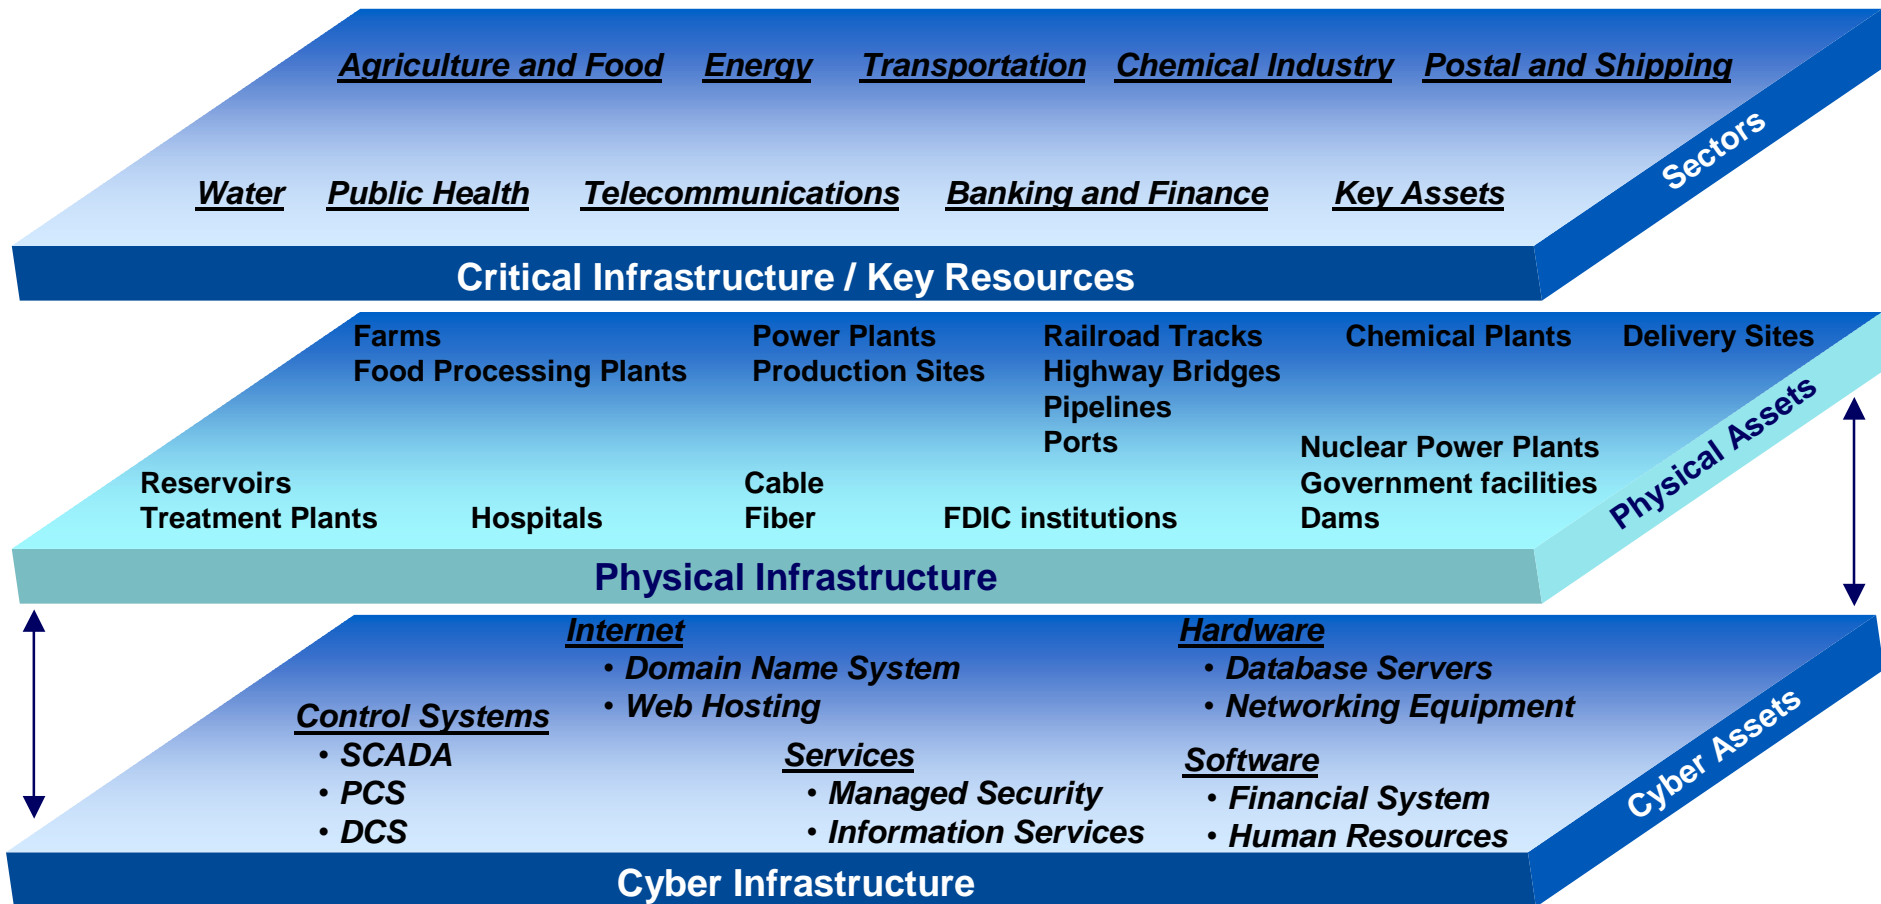 Agriculture and Food Energy Transportation Chemical Industry Postal and Shipping
Water Public Health Telecommunications Banking and Finance Key Assets
Sectors
Critical Infrastructure / Key Resources
Farms Power Plants Railroad Tracks Chemical Plants Delivery Sites
Food Processing Plants Production Sites Highway Bridges
Pipelines
Ports
Nuclear Power Plants
Reservoirs Cable Government facilities
Treatment Plants Hospitals Fiber FDIC institutions Dams
Physical Assets
Physical Infrastructure
Internet
• Domain Name System
• Web Hosting
Hardware
• Database Servers
• Networking Equipment
Control Systems
• SCADA
• PCS
• DCS
Services
• Managed Security
• Information Services
Software
• Financial System
• Human Resources
Cyber Assets
Cyber Infrastructure